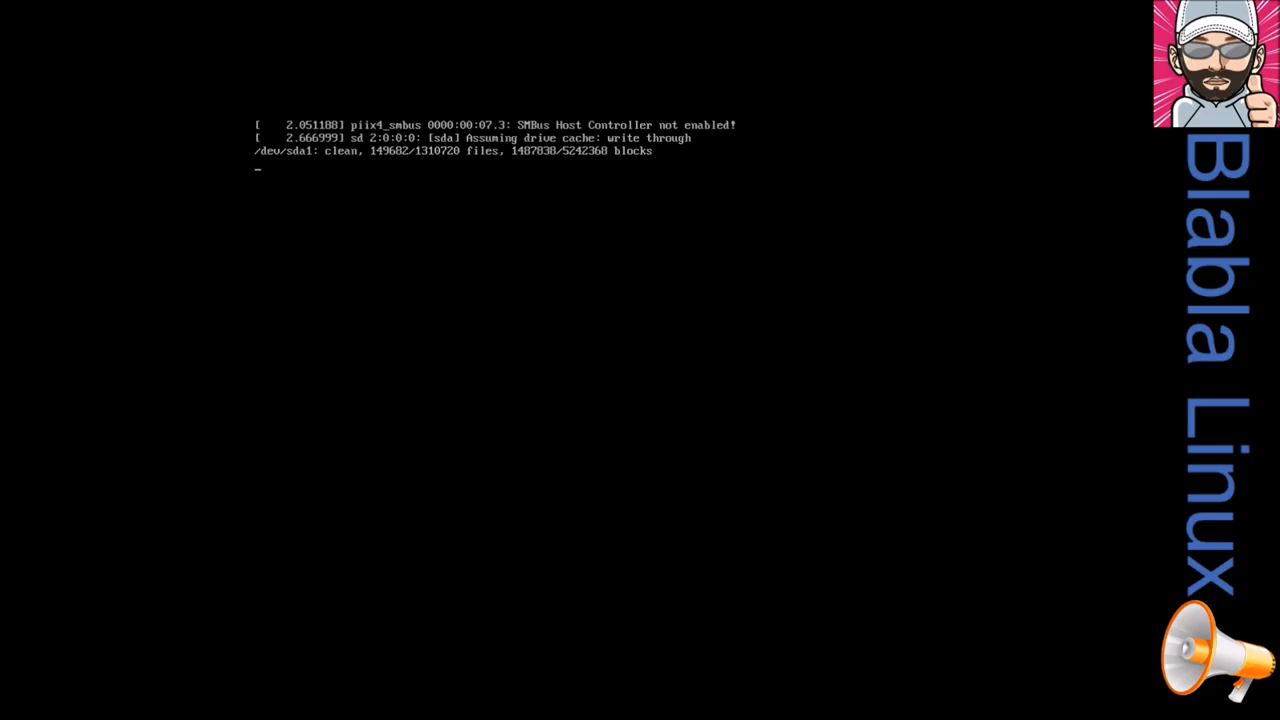 [    2.051188] piix4_smbus 0000:00:07.3: SMBus Host Controller not enabled!
[    2.666999] sd 2:0:0:0: [sda] Assuming drive cache: write through
/dev/sda1: clean, 149682/1310720 files, 1487838/5242368 blocks
_
Blabla Linux